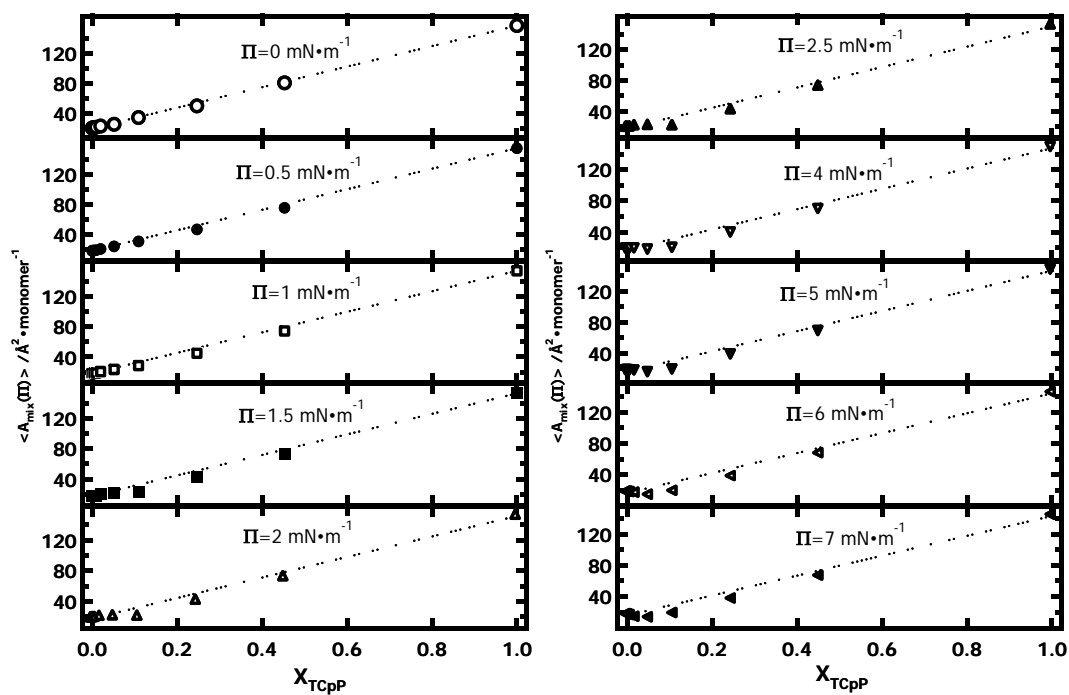 Π=0 mN•m⁻¹
120
80
40
Π=0.5 mN•m⁻¹
120
80
40
Π=1 mN•m⁻¹
120
80
40
Π=1.5 mN•m⁻¹
120
80
40
Π=2 mN•m⁻¹
120
80
40
0.0 0.2 0.4 0.6 0.8 1.0
X_TCpP
<A_mix(Π)> /Å²•monomer⁻¹
Π=2.5 mN•m⁻¹
120
80
40
Π=4 mN•m⁻¹
120
80
40
Π=5 mN•m⁻¹
120
80
40
Π=6 mN•m⁻¹
120
80
40
Π=7 mN•m⁻¹
120
80
40
0.0 0.2 0.4 0.6 0.8 1.0
X_TCpP
<A_mix(Π)> /Å²•monomer⁻¹